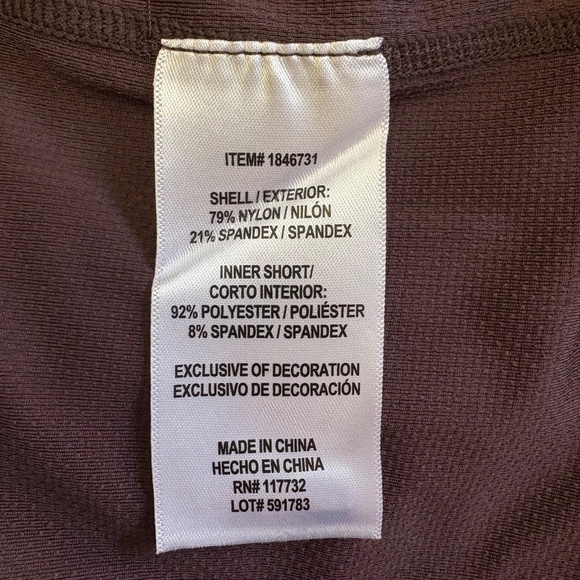 ITEM# 1846731
SHELL / EXTERIOR:
79% NYLON / NILÓN
21% SPANDEX / SPANDEX
INNER SHORT/
CORTO INTERIOR:
92% POLYESTER / POLIÉSTER
8% SPANDEX / SPANDEX
EXCLUSIVE OF DECORATION
EXCLUSIVO DE DECORACIÓN
MADE IN CHINA
HECHO EN CHINA
RN# 117732
LOT# 591783